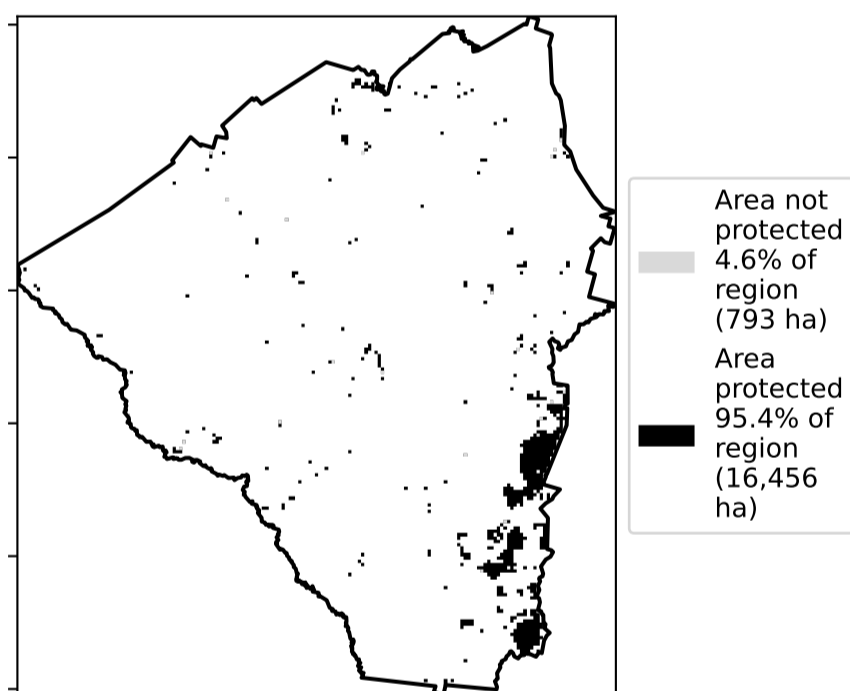 Area not
protected
4.6% of
region
(793 ha)
Area
protected
95.4% of
region
(16,456
ha)